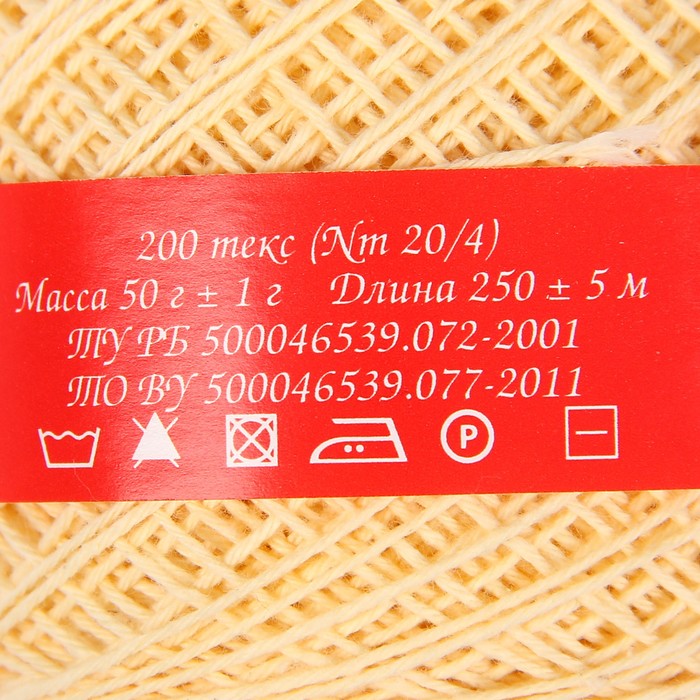 200 текс (Nm 20/4)
Масса 50 г ± 1 г Длина 250 ± 5 м
ТУ РБ 500046539.072-2001
ТО BY 500046539.077-2011
P